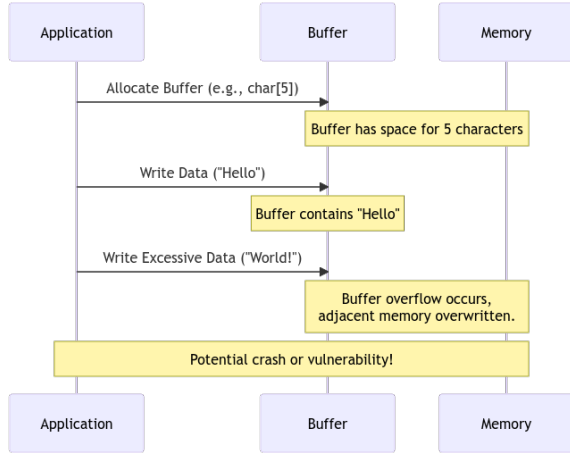 Application
Buffer
Memory
Allocate Buffer (e.g., char[5])
Buffer has space for 5 characters
Write Data ("Hello")
Buffer contains "Hello"
Write Excessive Data ("World!")
Buffer overflow occurs,
adjacent memory overwritten.
Potential crash or vulnerability!
Application
Buffer
Memory